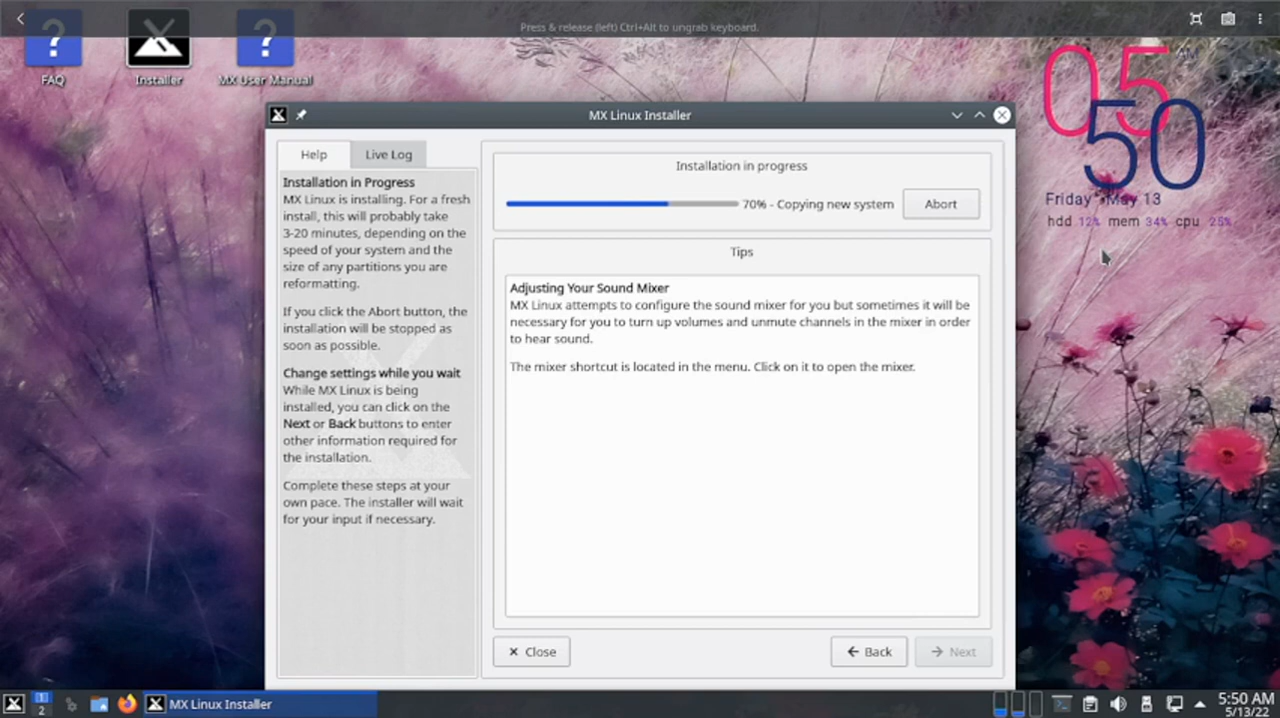 Press & release (left) Ctrl+Alt to ungrab keyboard.
FAQ
Installer
MX User Manual
05 AM
50
Friday May 13
hdd 12% mem 34% cpu 25%
MX Linux Installer
Help
Live Log
Installation in Progress
MX Linux is installing. For a fresh
install, this will probably take
3-20 minutes, depending on the
speed of your system and the
size of any partitions you are
reformatting.
If you click the Abort button, the
installation will be stopped as
soon as possible.
Change settings while you wait
While MX Linux is being
installed, you can click on the
Next or Back buttons to enter
other information required for
the installation.
Complete these steps at your
own pace. The installer will wait
for your input if necessary.
Installation in progress
70% - Copying new system
Abort
Tips
Adjusting Your Sound Mixer
MX Linux attempts to configure the sound mixer for you but sometimes it will be
necessary for you to turn up volumes and unmute channels in the mixer in order
to hear sound.
The mixer shortcut is located in the menu. Click on it to open the mixer.
Close
Back
Next
1
2
MX Linux Installer
5:50 AM
5/13/22